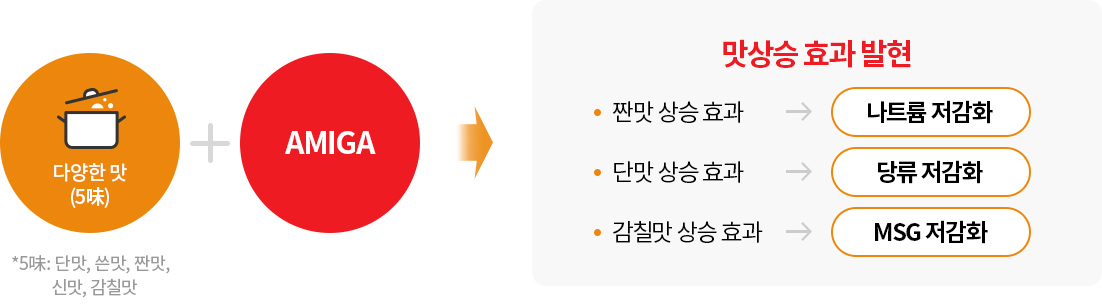 다양한 맛
(5味)
AMIGA
*5味: 단맛, 쓴맛, 짠맛,
신맛, 감칠맛
맛상승 효과 발현
• 짠맛 상승 효과 → 나트륨 저감화
• 단맛 상승 효과 → 당류 저감화
• 감칠맛 상승 효과 → MSG 저감화